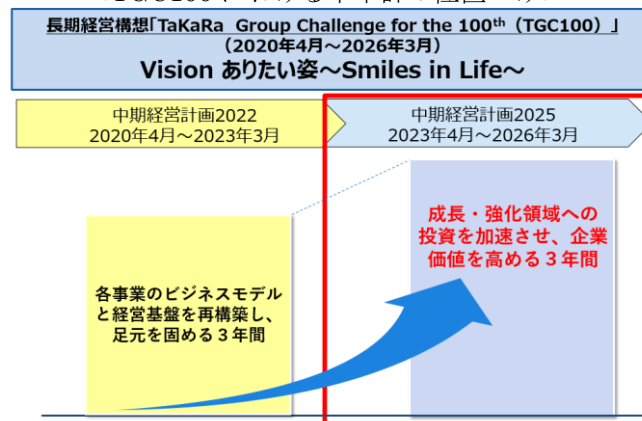 長期経営構想「TaKaRa Group Challenge for the 100th（TGC100）」
（2020年4月～2026年3月）
Vision ありたい姿～Smiles in Life～
中期経営計画2022
2020年4月～2023年3月
中期経営計画2025
2023年4月～2026年3月
成長・強化領域への
投資を加速させ、企業
価値を高める３年間
各事業のビジネスモデル
と経営基盤を再構築し、
足元を固める３年間